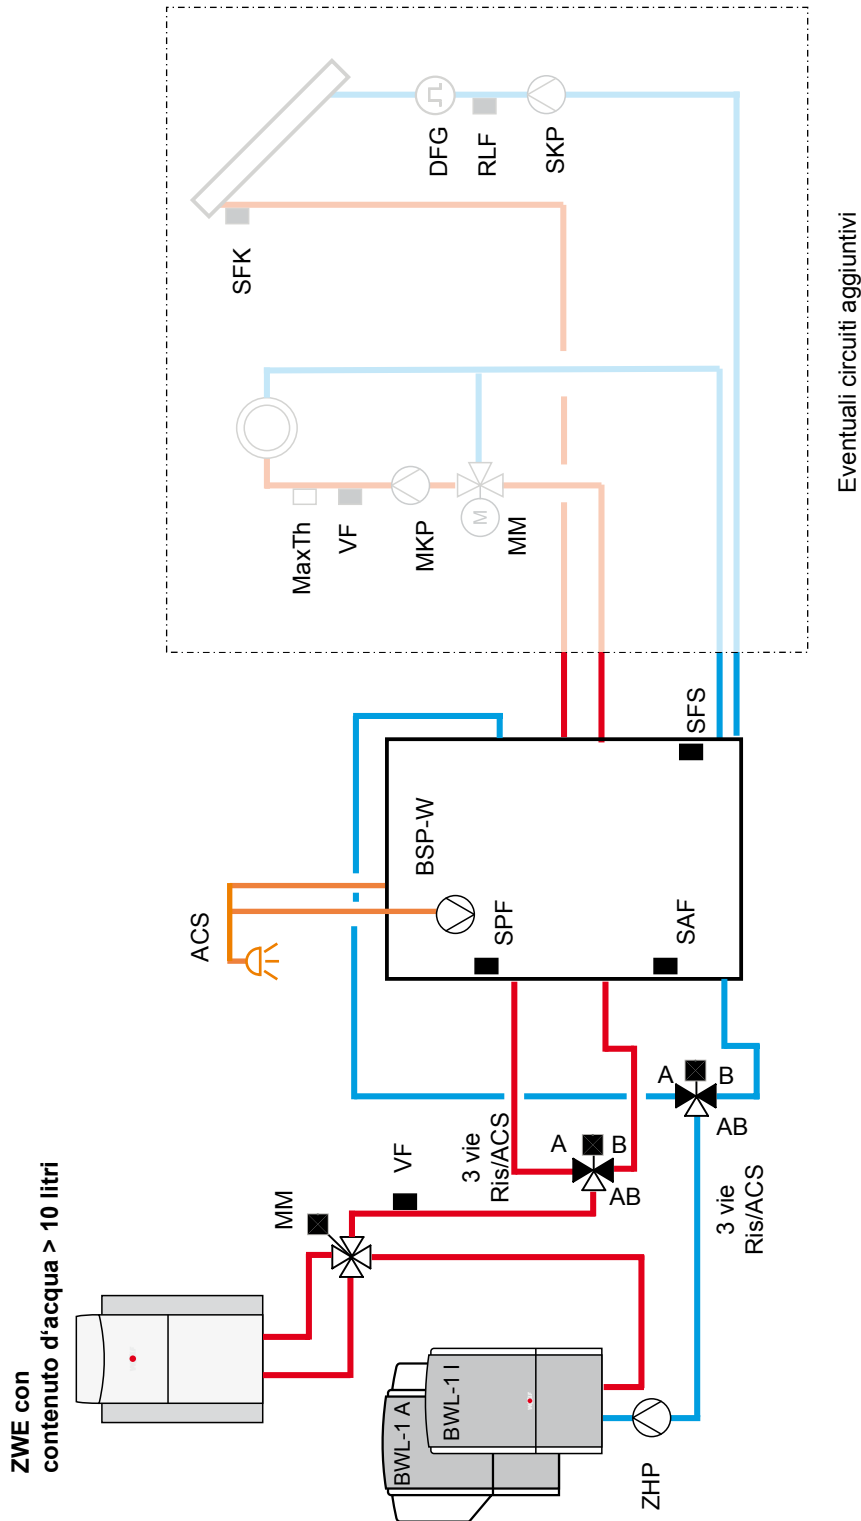 ZWE con
contenuto d'acqua > 10 litri
MM
VF
BWL-1 A
BWL-1 I
ZHP
3 vie
Ris/ACS
A
B
AB
3 vie
Ris/ACS
A
B
AB
ACS
BSP-W
SPF
SAF
SFS
MaxTh
VF
MKP
MM
M
SFK
DFG
RLF
SKP
Eventuali circuiti aggiuntivi